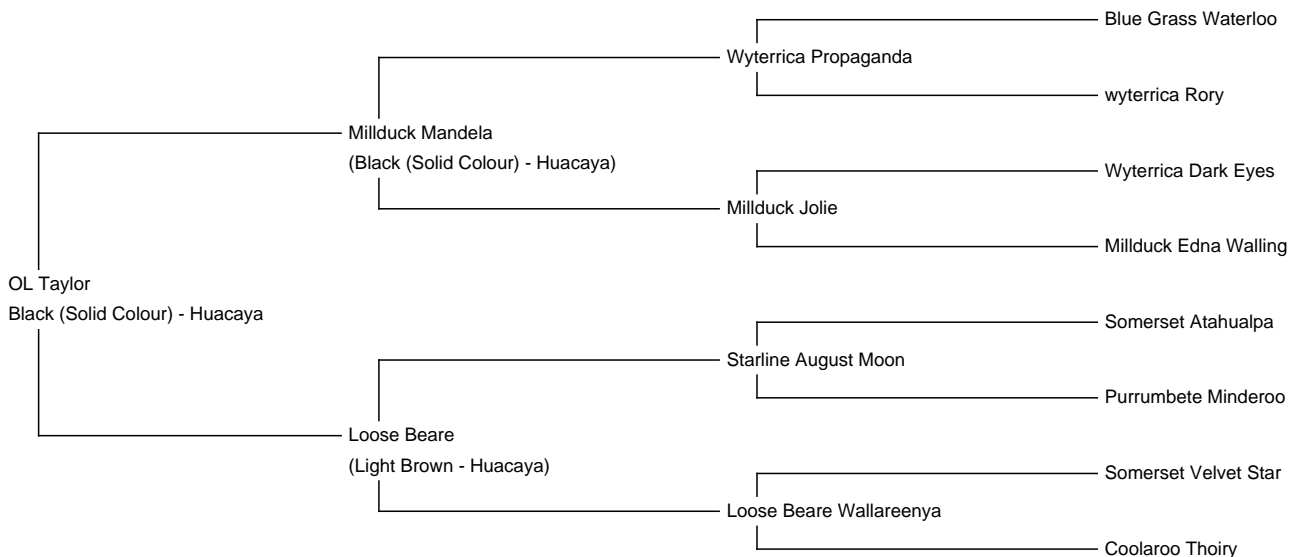 Blue Grass Waterloo
Wyterrica Propaganda
wyterrica Rory
Millduck Mandela
(Black (Solid Colour) - Huacaya)
Wyterrica Dark Eyes
Millduck Jolie
Millduck Edna Walling
OL Taylor
Black (Solid Colour) - Huacaya
Somerset Atahualpa
Starline August Moon
Purrumbete Minderoo
Loose Beare
(Light Brown - Huacaya)
Somerset Velvet Star
Loose Beare Wallareenya
Coolaroo Thoiry